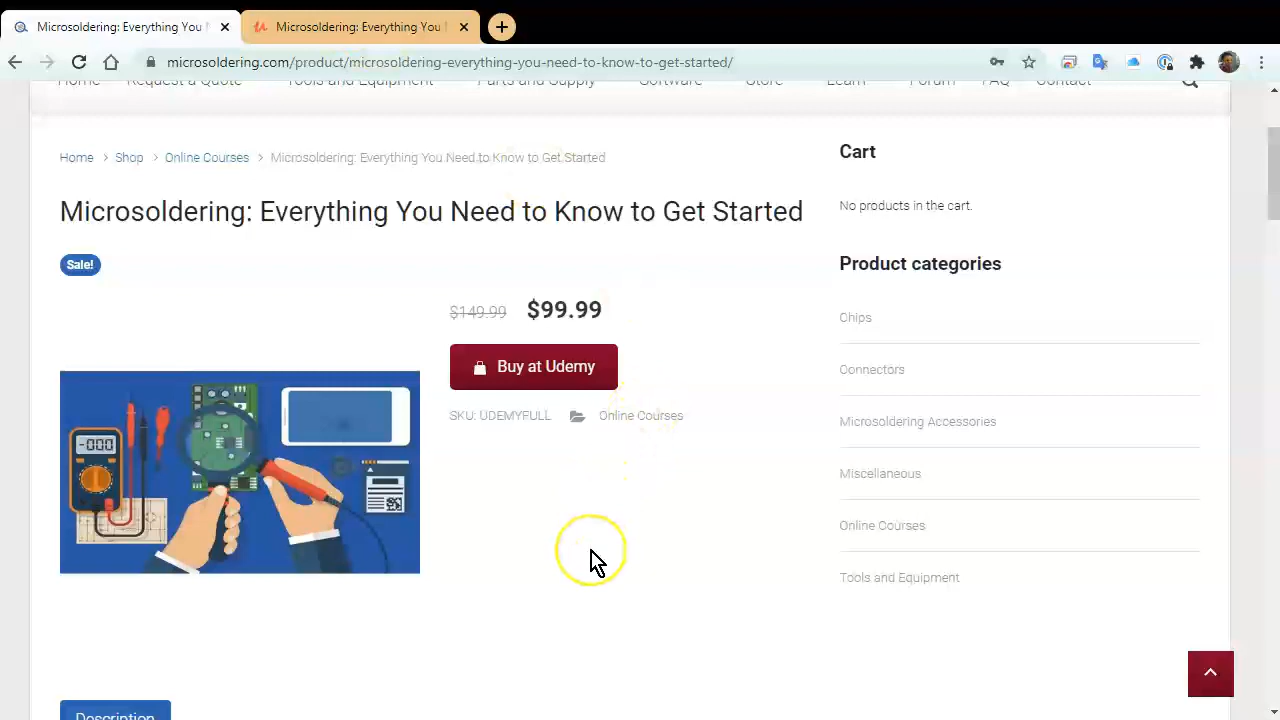 Microsoldering: Everything You
Microsoldering: Everything You
microsoldering.com/product/microsoldering-everything-you-need-to-know-to-get-started/
Home Request a Quote Tools and Equipment Parts and Supply Software Store Learn Forum FAQ Contact
Home > Shop > Online Courses > Microsoldering: Everything You Need to Know to Get Started
Microsoldering: Everything You Need to Know to Get Started
Sale!
$149.99 $99.99
Buy at Udemy
SKU: UDEMYFULL Online Courses
-000
Cart
No products in the cart.
Product categories
Chips
Connectors
Microsoldering Accessories
Miscellaneous
Online Courses
Tools and Equipment
Description